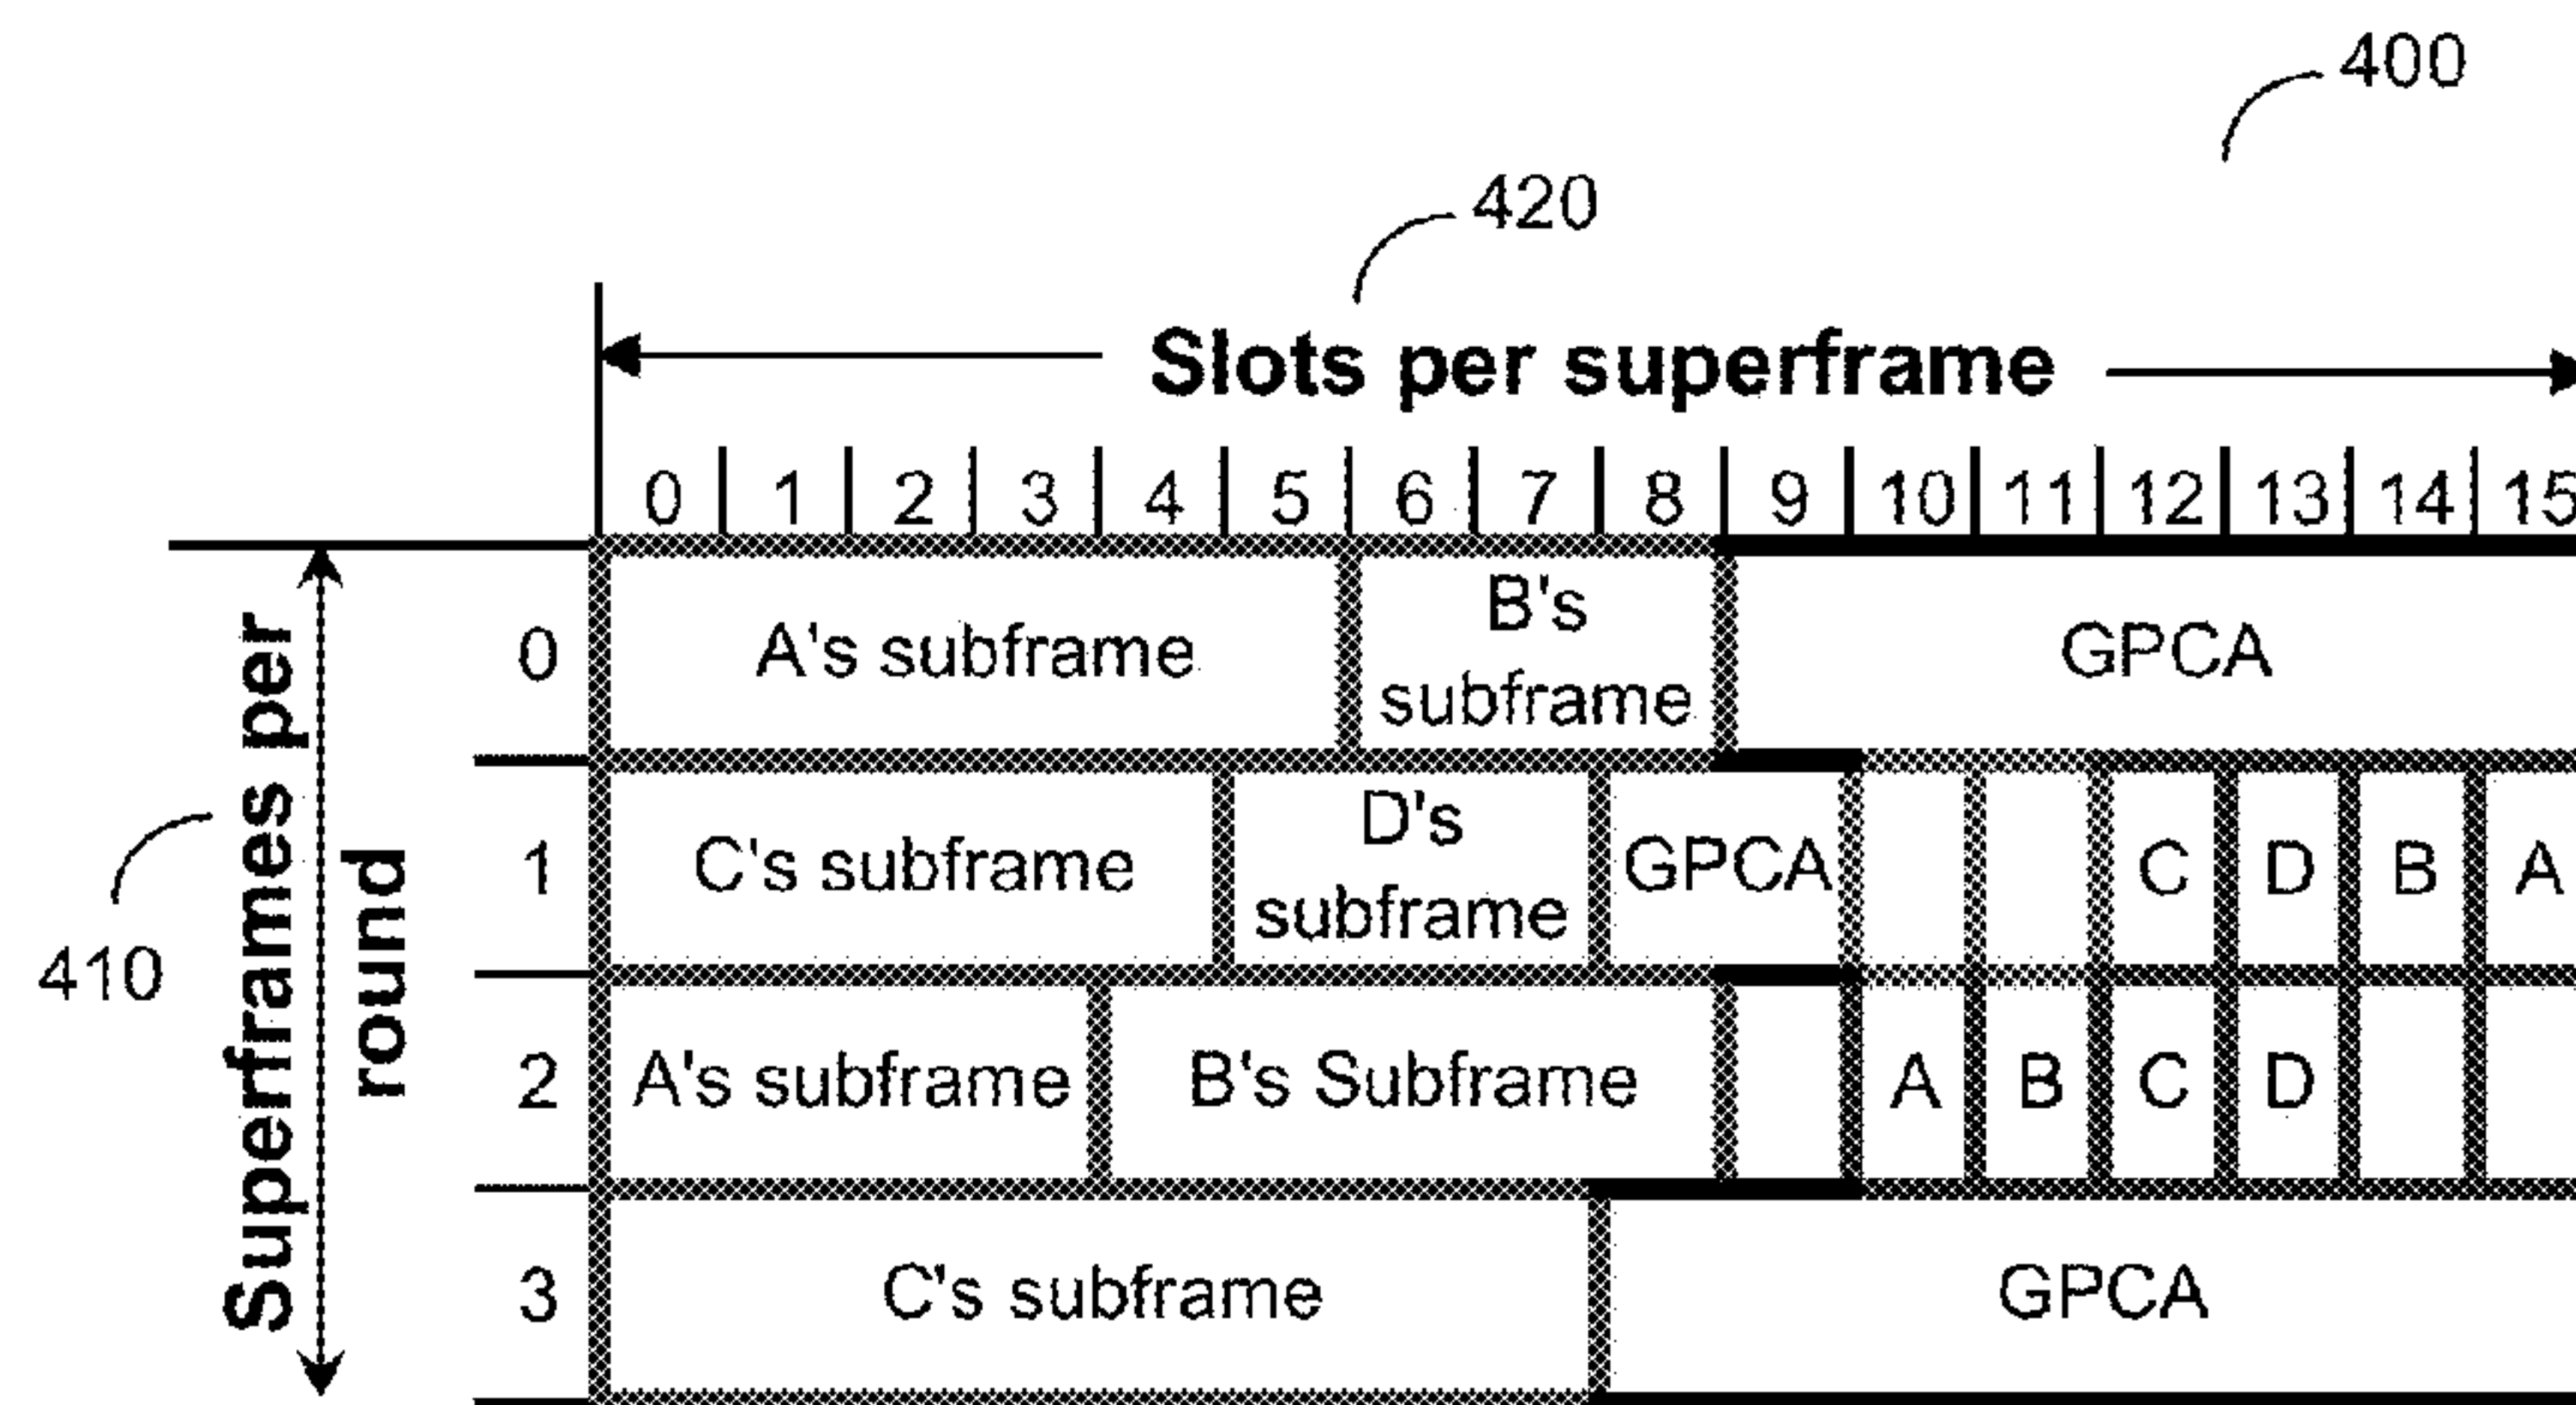 400
420
Slots per superframe
0 1 2 3 4 5 6 7 8 9 10 11 12 13 14 15
Superframes per
round
410
0 A's subframe B's
subframe GPCA
1 C's subframe D's
subframe GPCA C D B A
2 A's subframe B's Subframe A B C D
3 C's subframe GPCA